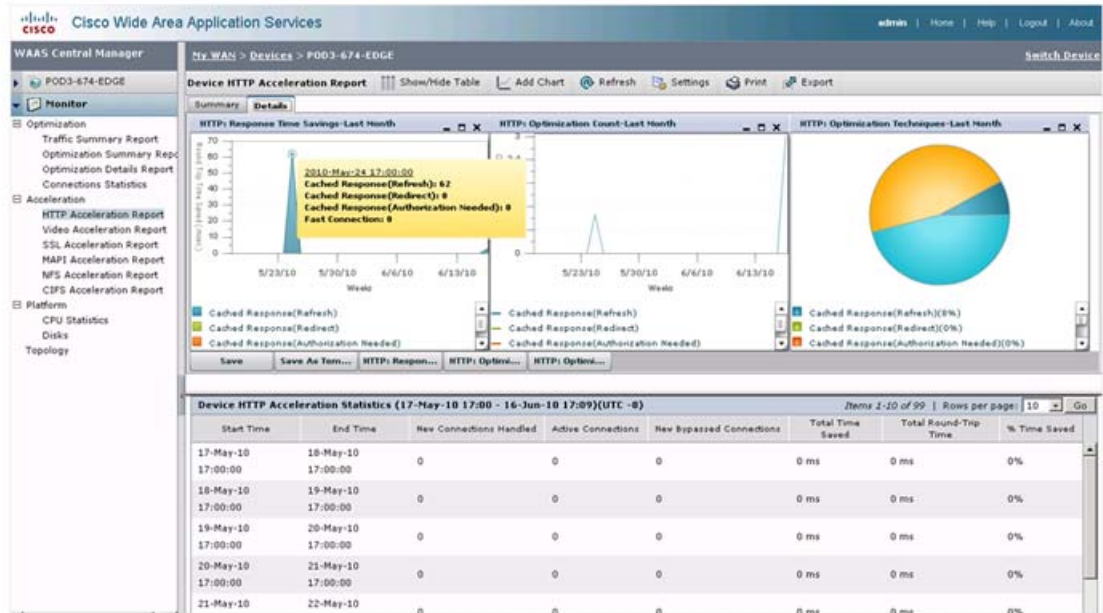 CISCO Cisco Wide Area Application Services
admin | Home | Help | Logout | About
WAAS Central Manager
My WAN > Devices > POD3-674-EDGE
Switch Device
POD3-674-EDGE
Device HTTP Acceleration Report Show/Hide Table Add Chart Refresh Settings Print Export
Monitor
Summary Details
Optimization
Traffic Summary Report
Optimization Summary Repo
Optimization Details Report
Connections Statistics
Acceleration
HTTP Acceleration Report
Video Acceleration Report
SSL Acceleration Report
MAPI Acceleration Report
NFS Acceleration Report
CIFS Acceleration Report
Platform
CPU Statistics
Disks
Topology
HTTP: Response Time Savings-Last Month
70
60
50
40
30
20
10
0
Round Trip Time Saved (msec)
2010-May-24 17:00:00
Cached Response(Refresh): 62
Cached Response(Redirect): 0
Cached Response(Authorization Needed): 0
Fast Connection: 0
5/23/10 5/30/10 6/6/10 6/13/10
Weeks
Cached Response(Refresh)
Cached Response(Redirect)
Cached Response(Authorization Needed)
HTTP: Optimization Count-Last Month
3
0
5/23/10 5/30/10 6/6/10 6/13/10
Weeks
Cached Response(Refresh)
Cached Response(Redirect)
Cached Response(Authorization Needed)
HTTP: Optimization Techniques-Last Month
Cached Response(Refresh)(8%)
Cached Response(Redirect)(0%)
Cached Response(Authorization Needed)(0%)
Save Save As Tem... HTTP: Respon... HTTP: Optimi... HTTP: Optimi...
Device HTTP Acceleration Statistics (17-May-10 17:00 - 16-Jun-10 17:09)(UTC -8)
Items 1-10 of 99 | Rows per page: 10 Go
Start Time End Time New Connections Handled Active Connections New Bypassed Connections Total Time Saved Total Round-Trip Time % Time Saved
17-May-10 17:00:00 18-May-10 17:00:00 0 0 0 0 ms 0 ms 0%
18-May-10 17:00:00 19-May-10 17:00:00 0 0 0 0 ms 0 ms 0%
19-May-10 17:00:00 20-May-10 17:00:00 0 0 0 0 ms 0 ms 0%
20-May-10 17:00:00 21-May-10 17:00:00 0 0 0 0 ms 0 ms 0%
21-May-10 22-May-10 0 0 0 0 ms 0 ms 0%